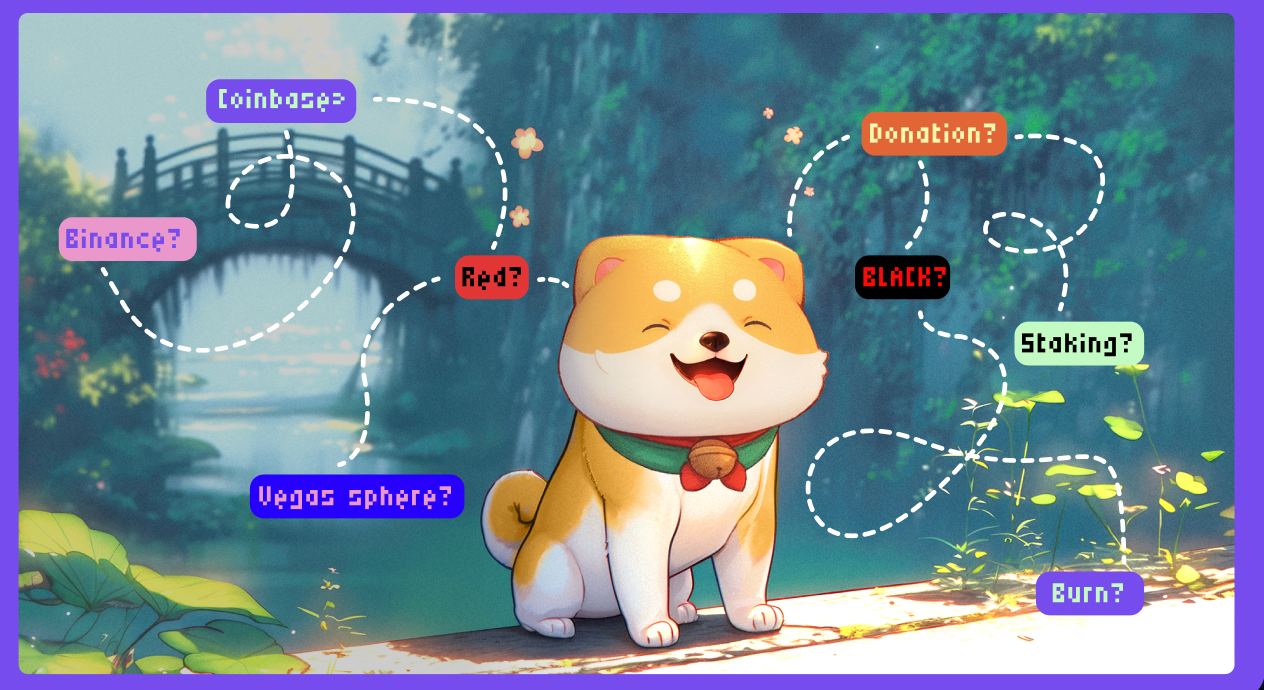 Coinbase?
Donation?
Binance?
Red?
BLACK?
Staking?
Vegas sphere?
Burn?